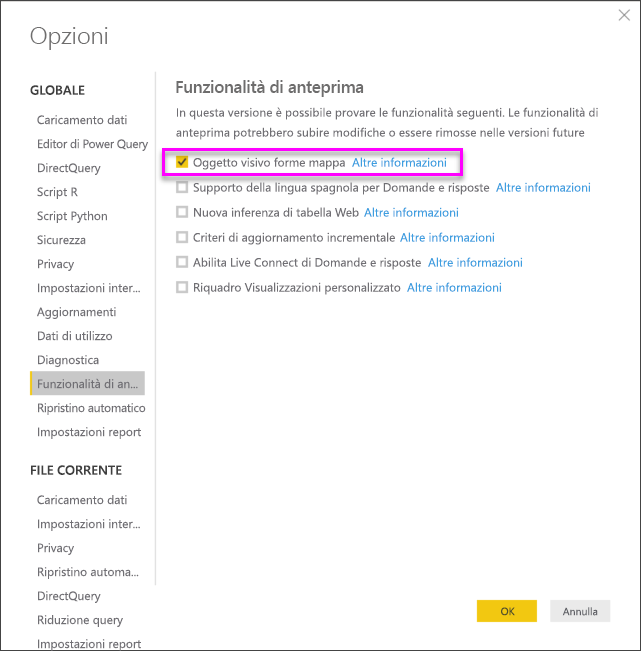 Opzioni
GLOBALE
Caricamento dati
Editor di Power Query
DirectQuery
Script R
Script Python
Sicurezza
Privacy
Impostazioni inter...
Aggiornamenti
Dati di utilizzo
Diagnostica
Funzionalità di an...
Ripristino automatico
Impostazioni report
FILE CORRENTE
Caricamento dati
Impostazioni inter...
Privacy
Ripristino automa...
DirectQuery
Riduzione query
Impostazioni report
Funzionalità di anteprima
In questa versione è possibile provare le funzionalità seguenti. Le funzionalità di
anteprima potrebbero subire modifiche o essere rimosse nelle versioni future
Oggetto visivo forme mappa Altre informazioni
Supporto della lingua spagnola per Domande e risposte Altre informazioni
Nuova inferenza di tabella Web Altre informazioni
Criteri di aggiornamento incrementale Altre informazioni
Abilita Live Connect di Domande e risposte Altre informazioni
Riquadro Visualizzazioni personalizzato Altre informazioni
OK Annulla